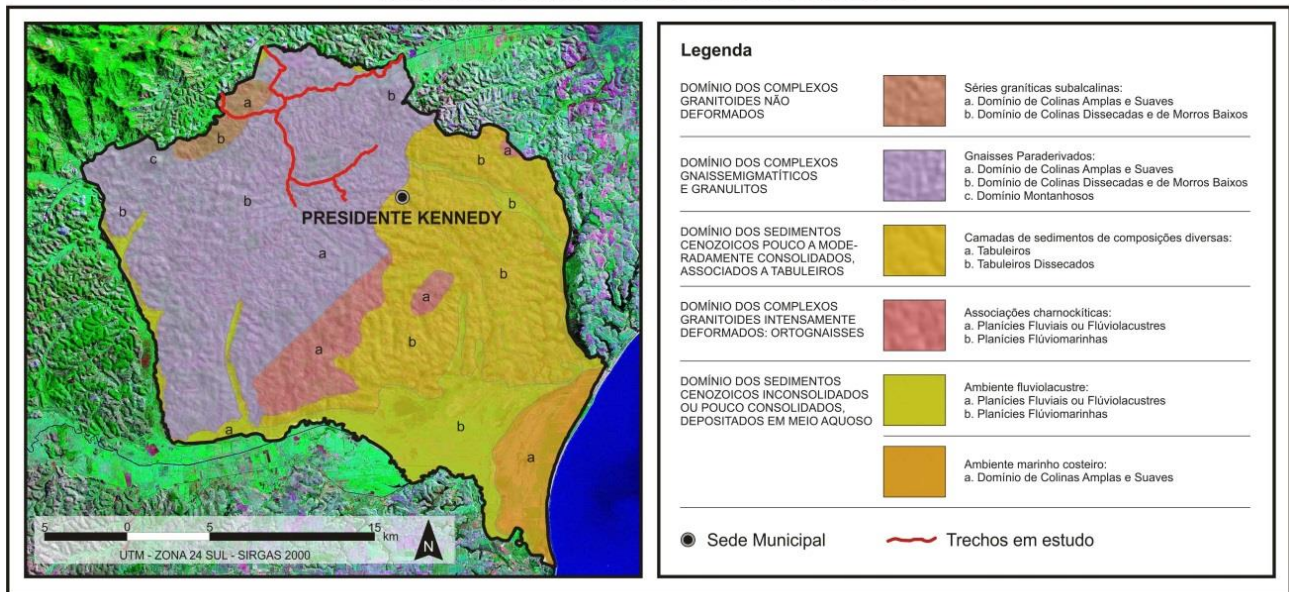 a
b
b
c
b
b
a
b
b
b
PRESIDENTE KENNEDY
a
b
a
b
a
b
a
a
5 0 5 15
km
UTM - ZONA 24 SUL - SIRGAS 2000
N
Legenda
DOMÍNIO DOS COMPLEXOS
GRANITOIDES NÃO
DEFORMADOS
Séries graníticas subalcalinas:
a. Domínio de Colinas Amplas e Suaves
b. Domínio de Colinas Dissecadas e de Morros Baixos
DOMÍNIO DOS COMPLEXOS
GNAISSEMIGMATÍTICOS
E GRANULITOS
Gnaisses Paraderivados:
a. Domínio de Colinas Amplas e Suaves
b. Domínio de Colinas Dissecadas e de Morros Baixos
c. Domínio Montanhosos
DOMÍNIO DOS SEDIMENTOS
CENOZOICOS POUCO A MODE-
RADAMENTE CONSOLIDADOS,
ASSOCIADOS A TABULEIROS
Camadas de sedimentos de composições diversas:
a. Tabuleiros
b. Tabuleiros Dissecados
DOMÍNIO DOS COMPLEXOS
GRANITOIDES INTENSAMENTE
DEFORMADOS: ORTOGNAISSES
Associações charnockíticas:
a. Planícies Fluviais ou Flúviolacustres
b. Planícies Flúviomarinhas
DOMÍNIO DOS SEDIMENTOS
CENOZOICOS INCONSOLIDADOS
OU POUCO CONSOLIDADOS,
DEPOSITADOS EM MEIO AQUOSO
Ambiente fluviolacustre:
a. Planícies Fluviais ou Flúviolacustres
b. Planícies Flúviomarinhas
Ambiente marinho costeiro:
a. Domínio de Colinas Amplas e Suaves
Sede Municipal
Trechos em estudo